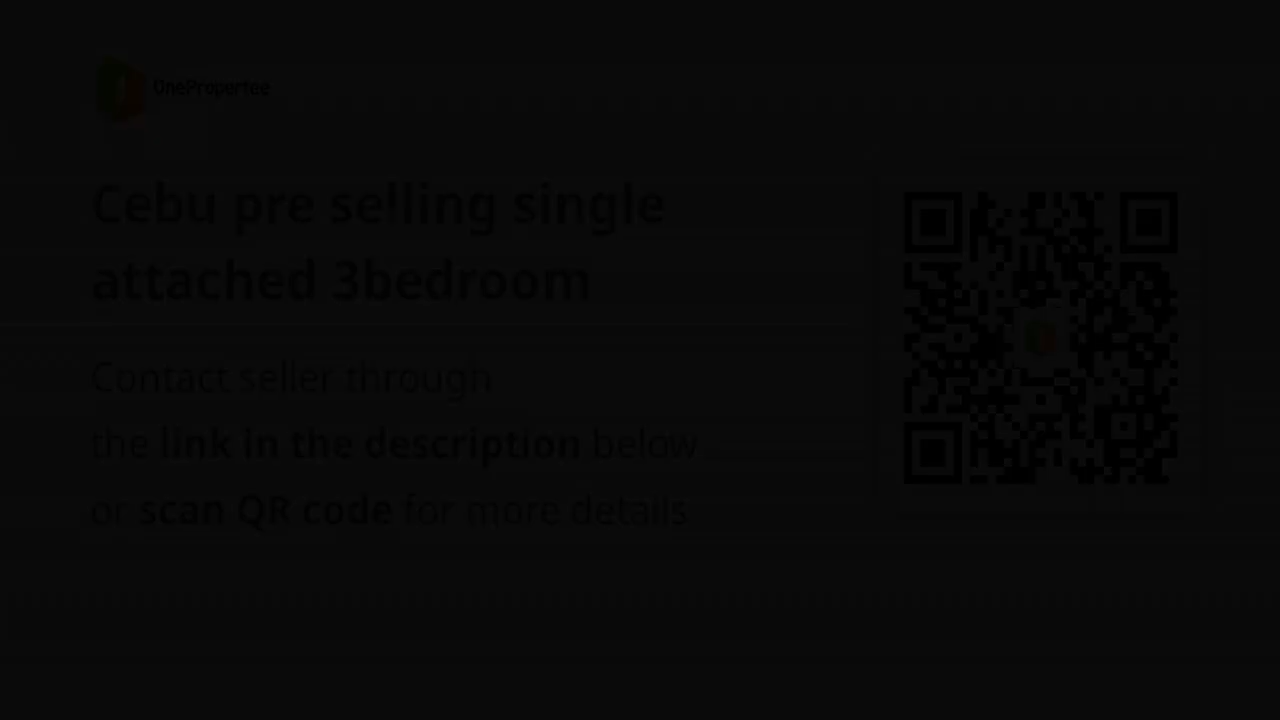 OnePropertee
Cebu pre selling single
attached 3bedroom
Contact seller through
the link in the description below
or scan QR code for more details